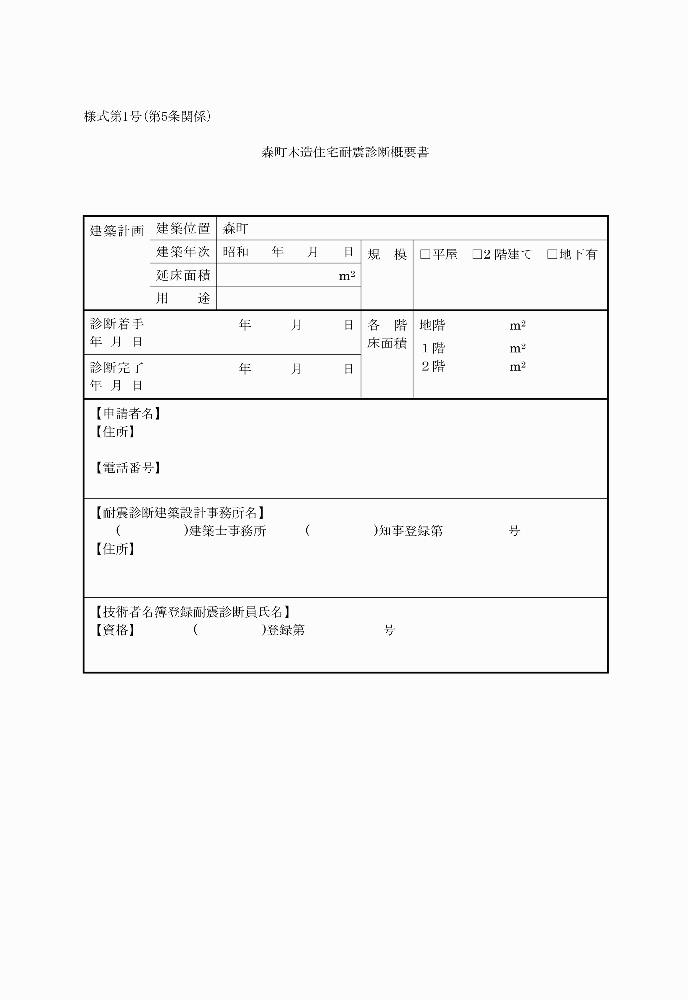 様式第1号(第5条関係)
森町木造住宅耐震診断概要書
建築計画 建築位置 森町
建築年次 昭和 年 月 日 規 模 □平屋 □2 階建て □地下有
延床面積 m²
用 途
診断着手 年 月 日 各 階 地階 m²
年 月 日 床面積 1階 m²
診断完了 年 月 日 2階 m²
年 月 日
【申請者名】
【住所】
【電話番号】
【耐震診断建築設計事務所名】
( )建築士事務所 ( )知事登録第 号
【住所】
【技術者名簿登録耐震診断員氏名】
【資格】 ( )登録第 号